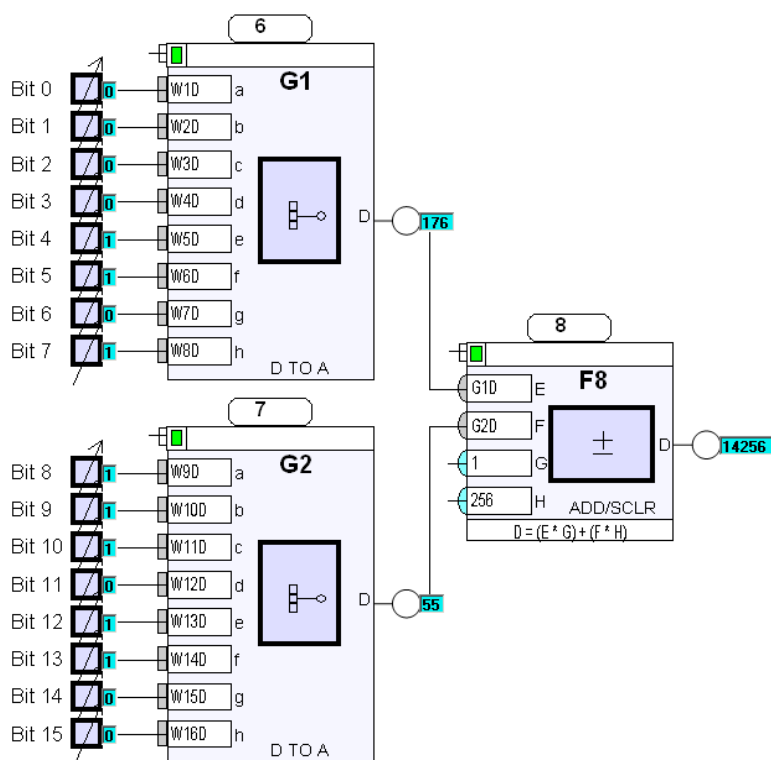 6
G1
Bit 0 0 W1D a
Bit 1 0 W2D b
Bit 2 0 W3D c
Bit 3 0 W4D d
Bit 4 1 W5D e
Bit 5 1 W6D f
Bit 6 0 W7D g
Bit 7 1 W8D h
D 176
D TO A
7
G2
Bit 8 1 W9D a
Bit 9 1 W10D b
Bit 10 1 W11D c
Bit 11 0 W12D d
Bit 12 1 W13D e
Bit 13 1 W14D f
Bit 14 0 W15D g
Bit 15 0 W16D h
D 55
D TO A
8
F8
G1D E
G2D F
1 G
256 H
D 14256
ADD/SCLR
D = (E * G) + (F * H)